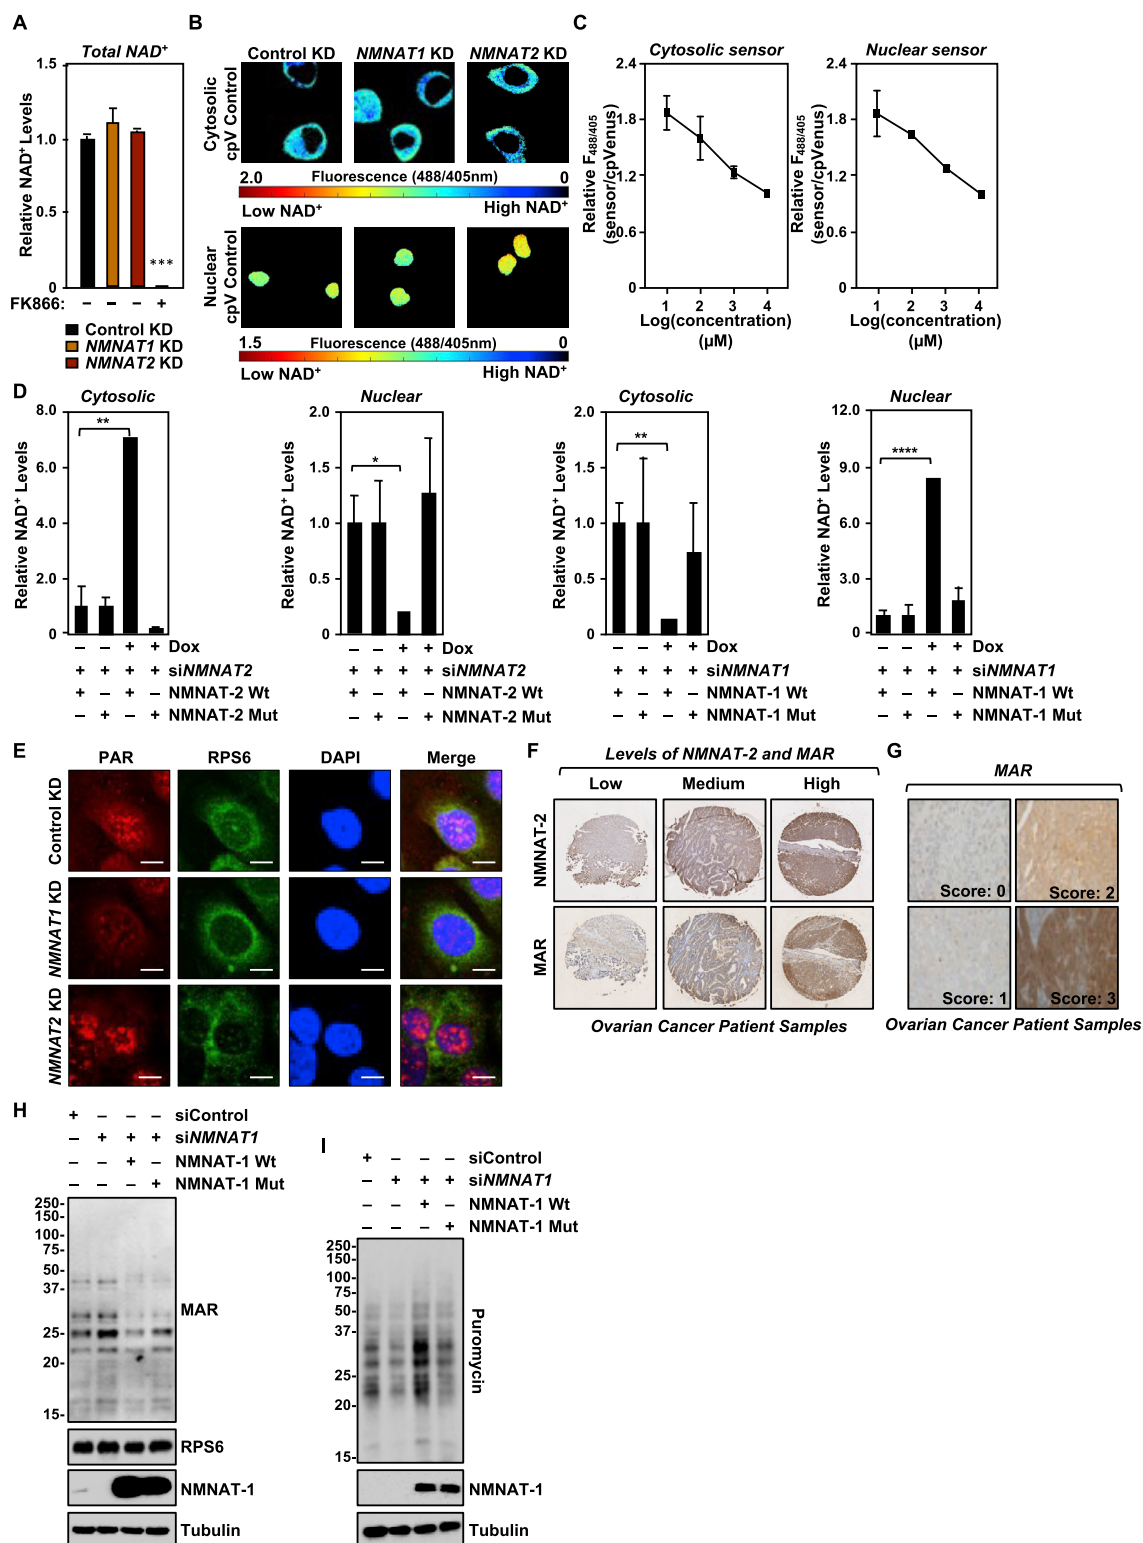 A
Total NAD+
Relative NAD+ Levels
1.5
1.0
0.5
0
***
FK866: – – – +
Control KD
NMNAT1 KD
NMNAT2 KD
B
Control KD NMNAT1 KD NMNAT2 KD
Cytosolic
cpV Control
2.0 Fluorescence (488/405nm) 0
Low NAD+ High NAD+
Nuclear
cpV Control
1.5 Fluorescence (488/405nm) 0
Low NAD+ High NAD+
C
Cytosolic sensor
Relative F488/405
(sensor/cpVenus)
2.4
1.8
1.2
0.6
0
1 2 3 4
Log(concentration)
(µM)
Nuclear sensor
Relative F488/405
(sensor/cpVenus)
2.4
1.8
1.2
0.6
0
1 2 3 4
Log(concentration)
(µM)
D
Cytosolic
Relative NAD+ Levels
8.0
6.0
4.0
2.0
0
**
– – + + Dox
+ + + + siNMNAT2
+ – + – NMNAT-2 Wt
– + – + NMNAT-2 Mut
Nuclear
Relative NAD+ Levels
2.0
1.5
1.0
0.5
0
*
– – + + Dox
+ + + + siNMNAT2
+ – + – NMNAT-2 Wt
– + – + NMNAT-2 Mut
Cytosolic
Relative NAD+ Levels
2.0
1.5
1.0
0.5
0
**
– – + + Dox
+ + + + siNMNAT1
+ – + – NMNAT-1 Wt
– + – + NMNAT-1 Mut
Nuclear
Relative NAD+ Levels
12.0
9.0
6.0
3.0
0
****
– – + + Dox
+ + + + siNMNAT1
+ – + – NMNAT-1 Wt
– + – + NMNAT-1 Mut
E
PAR RPS6 DAPI Merge
Control KD
NMNAT1 KD
NMNAT2 KD
F
Levels of NMNAT-2 and MAR
Low Medium High
NMNAT-2
MAR
Ovarian Cancer Patient Samples
G
MAR
Score: 0 Score: 2
Score: 1 Score: 3
Ovarian Cancer Patient Samples
H
+ – – – siControl
– + + + siNMNAT1
– – + – NMNAT-1 Wt
– – – + NMNAT-1 Mut
250-
150-
100-
75-
50-
37-
25-
20-
15-
MAR
RPS6
NMNAT-1
Tubulin
I
+ – – – siControl
– + + + siNMNAT1
– – + – NMNAT-1 Wt
– – – + NMNAT-1 Mut
250-
150-
100-
75-
50-
37-
25-
20-
15-
Puromycin
NMNAT-1
Tubulin